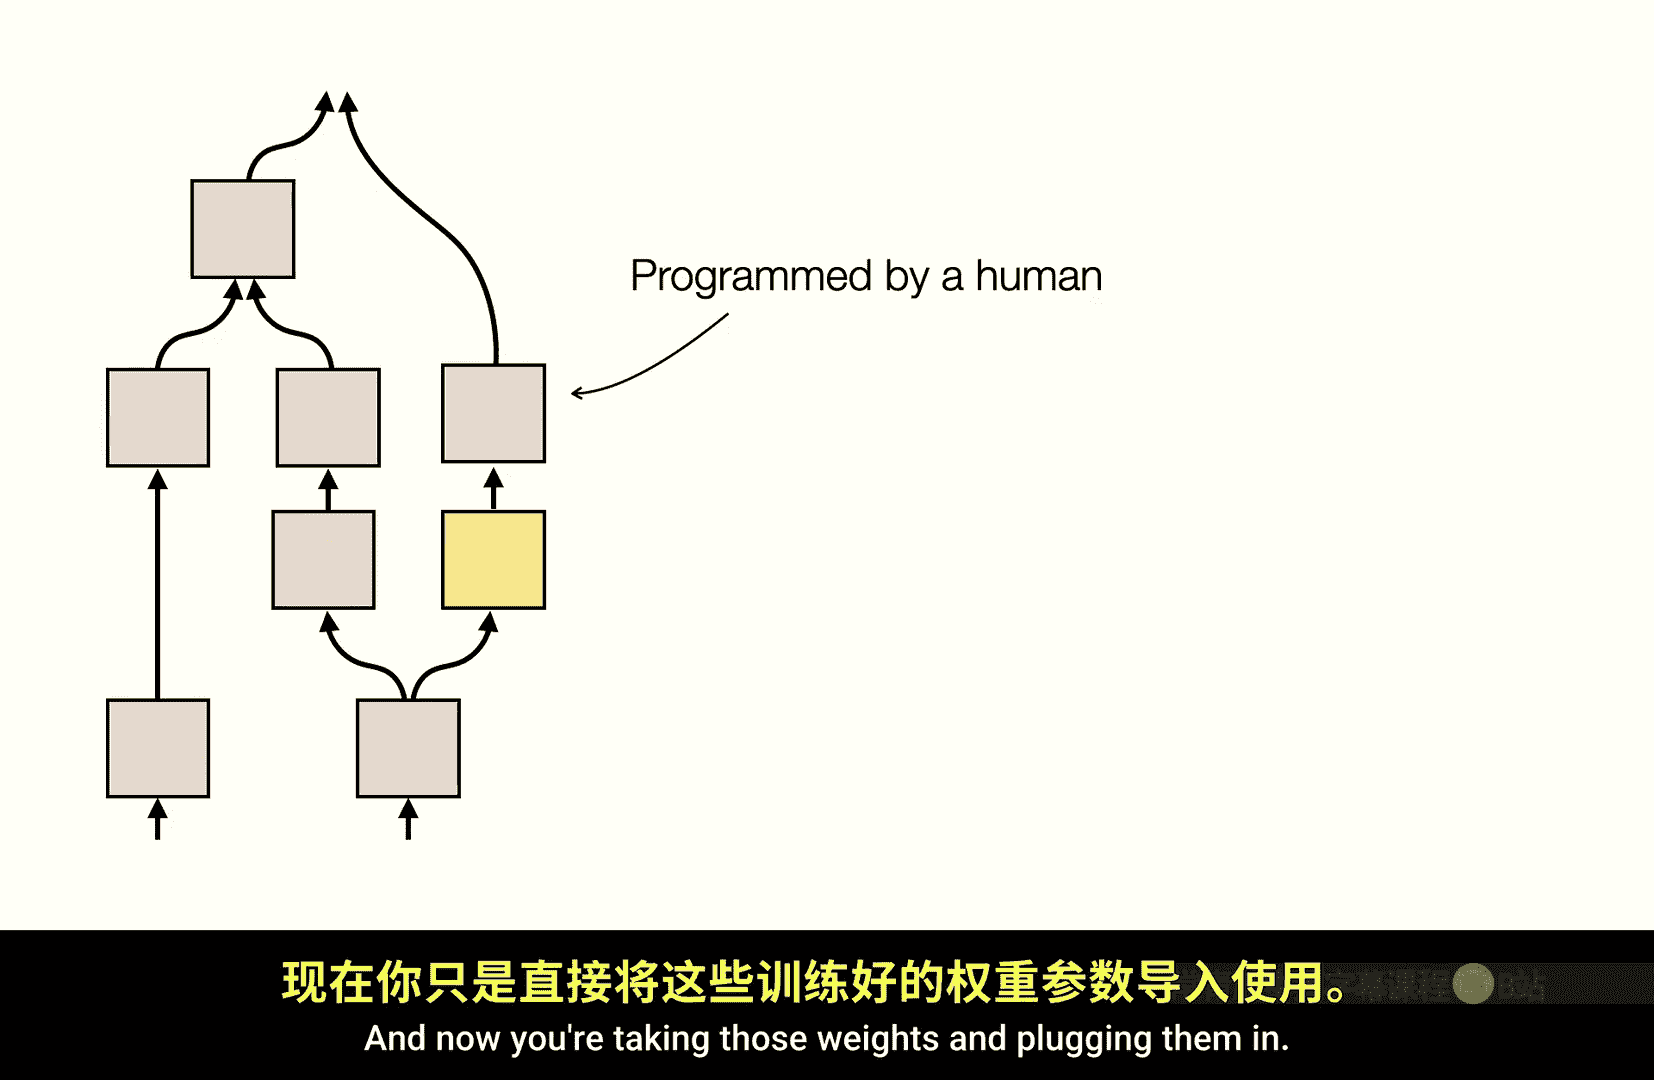 Programmed by a human
现在你只是直接将这些训练好的权重参数导入使用。
And now you're taking those weights and plugging them in.